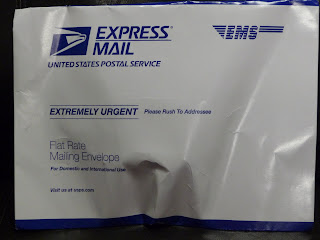 EXPRESS
MAIL
EMS
UNITED STATES POSTAL SERVICE
EXTREMELY URGENT Please Rush To Addressee
Flat Rate
Mailing Envelope
For Domestic and International Use
Visit us at usps.com